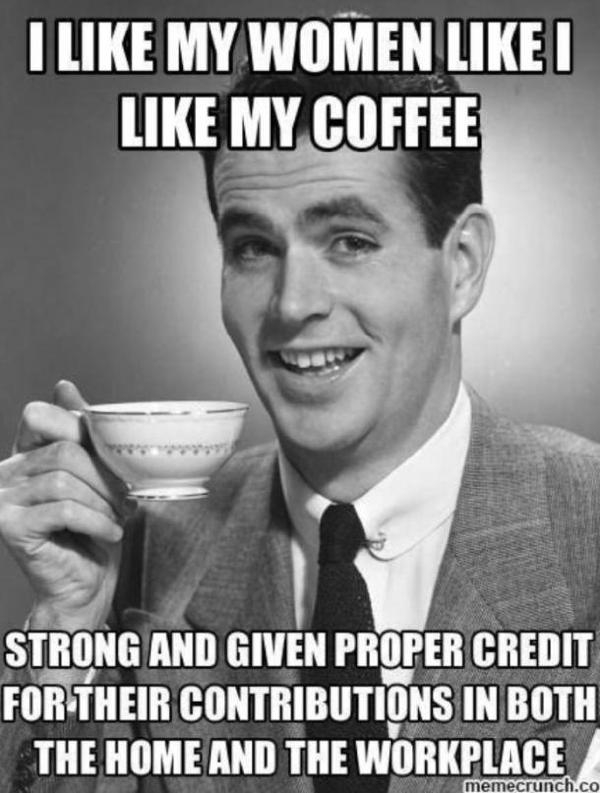 I LIKE MY WOMEN LIKE I
LIKE MY COFFEE
STRONG AND GIVEN PROPER CREDIT
FOR THEIR CONTRIBUTIONS IN BOTH
THE HOME AND THE WORKPLACE
memecrunch.co